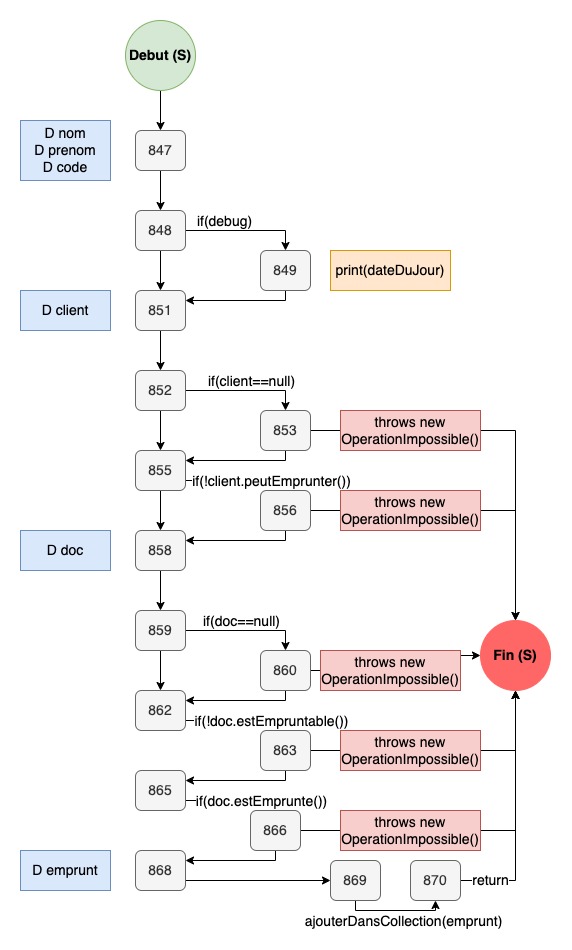 Debut (S)
D nom
D prenom
D code
847
848
if(debug)
849
print(dateDuJour)
D client
851
852
if(client==null)
853
throws new
OperationImpossible()
855
if(!client.peutEmprunter())
856
throws new
OperationImpossible()
D doc
858
859
if(doc==null)
860
throws new
OperationImpossible()
Fin (S)
862
if(!doc.estEmpruntable())
863
throws new
OperationImpossible()
865
if(doc.estEmprunte())
866
throws new
OperationImpossible()
D emprunt
868
869
870
return
ajouterDansCollection(emprunt)